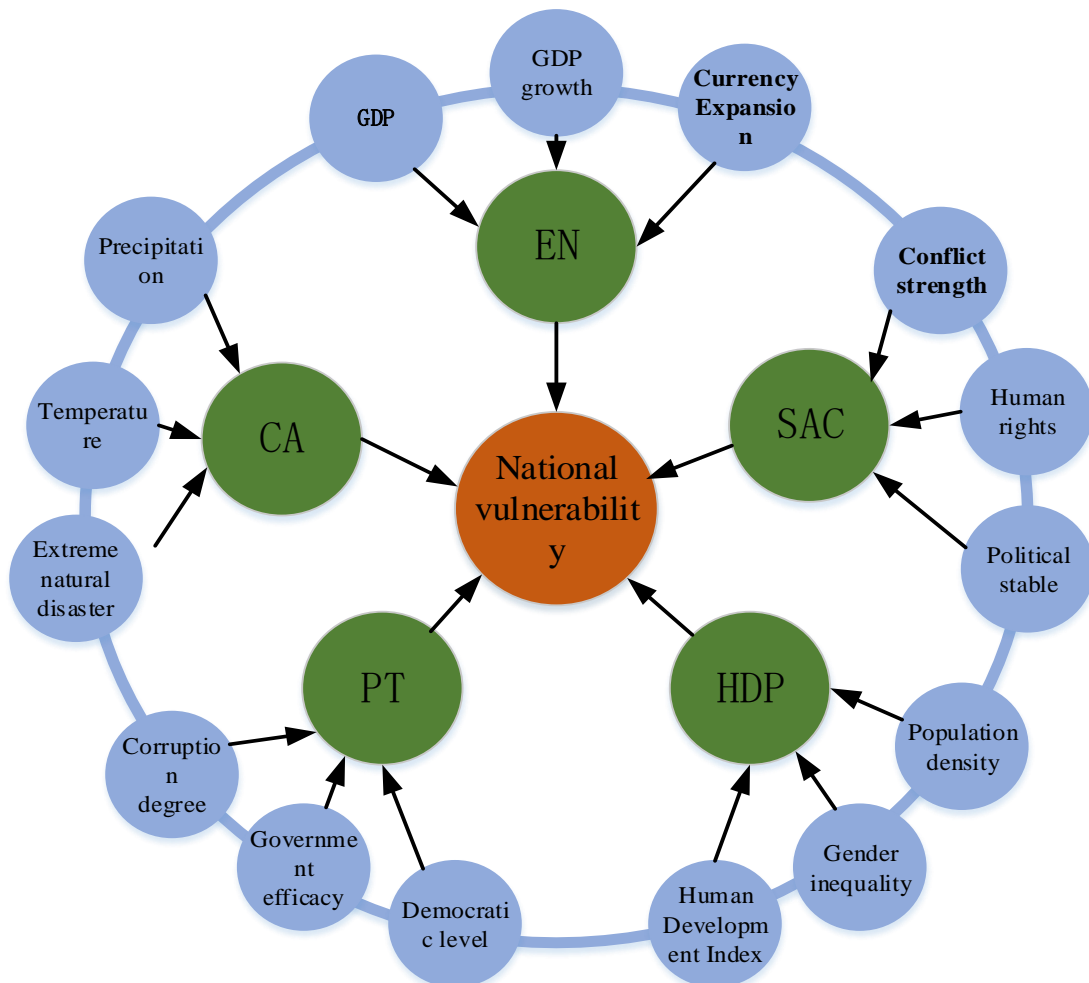 GDP
growth
Currency
Expansio
n
GDP
EN
Precipitati
on
Conflict
strength
Temperatu
re
CA
SAC
Human
rights
National
vulnerabilit
y
Extreme
natural
disaster
Political
stable
PT
HDP
Corruptio
n
degree
Population
density
Governme
nt
efficacy
Gender
inequality
Democrati
c level
Human
Developm
ent Index